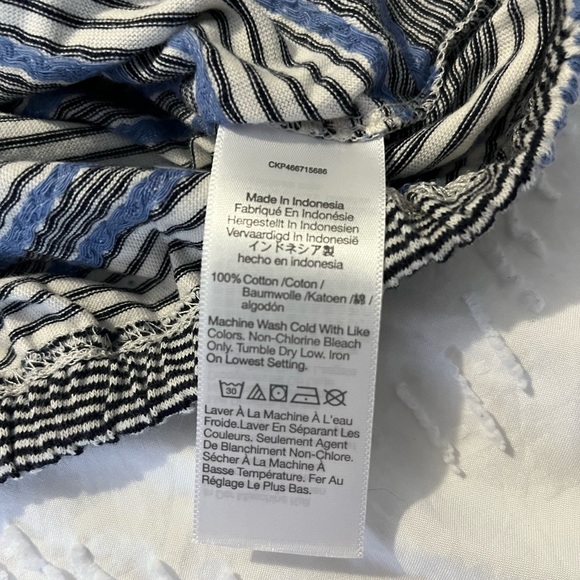 CKP466715686
Made In Indonesia
Fabriqué En Indonésie
Hergestellt In Indonesien
Vervaardigd In Indonesië
インドネシア製
hecho en indonesia
100% Cotton /Coton /
Baumwolle /Katoen /綿 /
algodón
Machine Wash Cold With Like
Colors. Non-Chlorine Bleach
Only. Tumble Dry Low. Iron
On Lowest Setting.
30
Laver À La Machine À L'eau
Froide.Laver En Séparant Les
Couleurs. Seulement Agent
De Blanchiment Non-Chlore.
Sécher À La Machine À
Basse Température. Fer Au
Réglage Le Plus Bas.